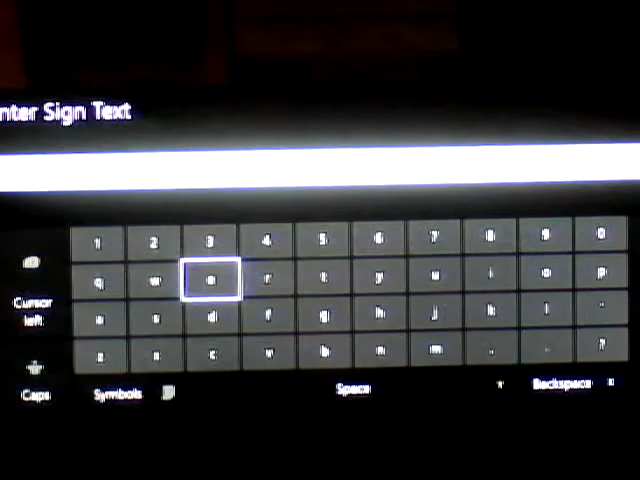 nter Sign Text
1 2 3 4 5 6 7 8 9 0
q w e r t y u i o p
Cursor left
a s d f g h j k l
z x c v b n m , . ?
Caps Symbols Space Backspace